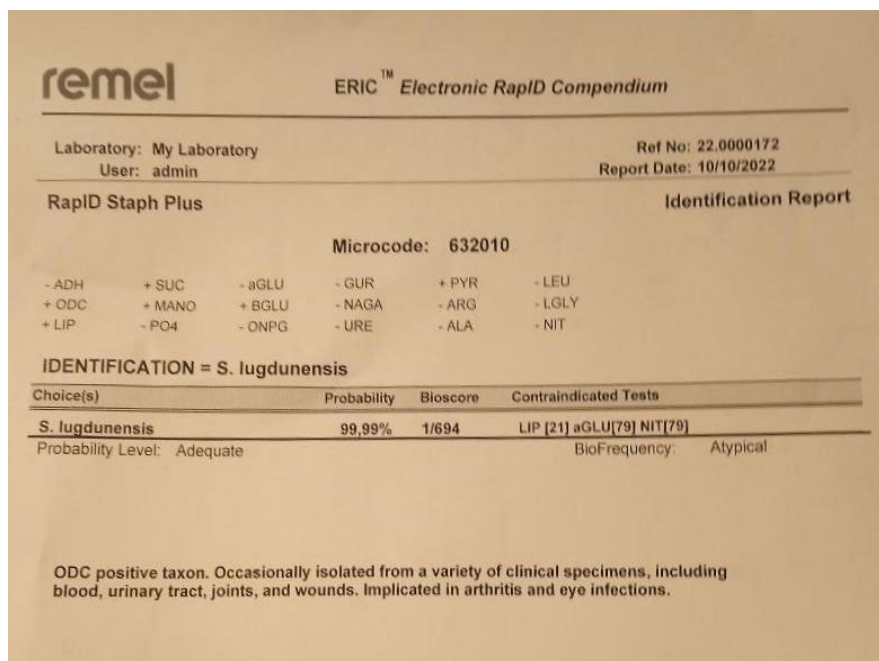 remel
ERIC™ Electronic RapID Compendium
Laboratory: My Laboratory Ref No: 22.0000172
User: admin Report Date: 10/10/2022
RapID Staph Plus Identification Report
Microcode: 632010
- ADH + SUC - aGLU - GUR + PYR - LEU
+ ODC + MANO + BGLU - NAGA - ARG - LGLY
+ LIP - PO4 - ONPG - URE - ALA - NIT
IDENTIFICATION = S. lugdunensis
Choice(s) Probability Bioscore Contraindicated Tests
S. lugdunensis 99,99% 1/694 LIP [21] aGLU[79] NIT[79]
Probability Level: Adequate BioFrequency: Atypical
ODC positive taxon. Occasionally isolated from a variety of clinical specimens, including
blood, urinary tract, joints, and wounds. Implicated in arthritis and eye infections.